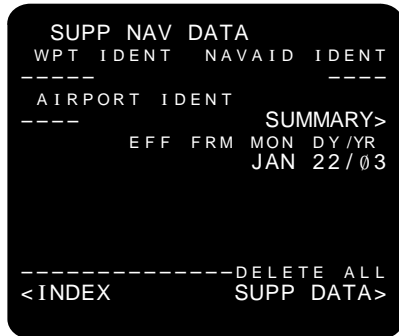 SUPP NAV DATA
WPT IDENT NAVAID IDENT
----- ----
AIRPORT IDENT
---- SUMMARY>
EFF FRM MON DY/YR
JAN 22/03
--------------DELETE ALL
<INDEX SUPP DATA>